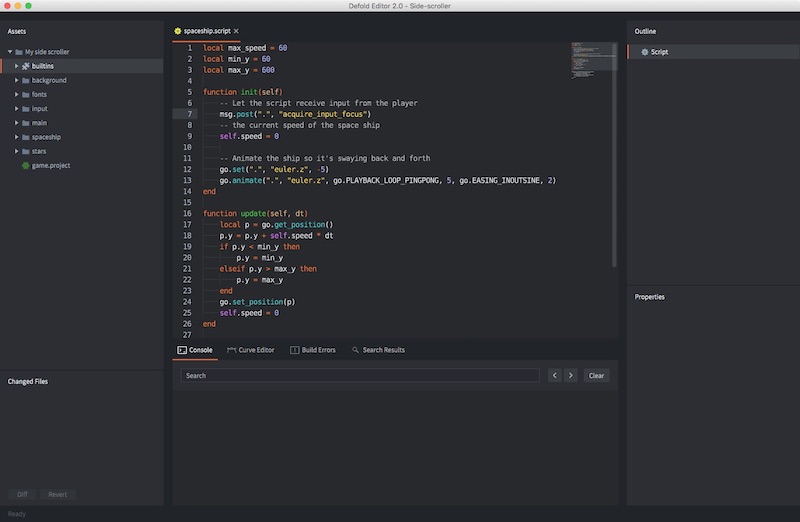 Defold Editor 2.0 - Side-scroller
Assets
My side scroller
builtins
background
fonts
input
main
spaceship
stars
game.project
Changed Files
Diff
Revert
Ready
spaceship.script
1 local max_speed = 60
2 local min_y = 60
3 local max_y = 600
4
5 function init(self)
6 -- Let the script receive input from the player
7 msg.post(".", "acquire_input_focus")
8 -- the current speed of the space ship
9 self.speed = 0
10
11 -- Animate the ship so it's swaying back and forth
12 go.set(".", "euler.z", -5)
13 go.animate(".", "euler.z", go.PLAYBACK_LOOP_PINGPONG, 5, go.EASING_INOUTSINE, 2)
14 end
15
16 function update(self, dt)
17 local p = go.get_position()
18 p.y = p.y + self.speed * dt
19 if p.y < min_y then
20 p.y = min_y
21 elseif p.y > max_y then
22 p.y = max_y
23 end
24 go.set_position(p)
25 self.speed = 0
26 end
27
Console
Curve Editor
Build Errors
Search Results
Search
Clear
Outline
Script
Properties